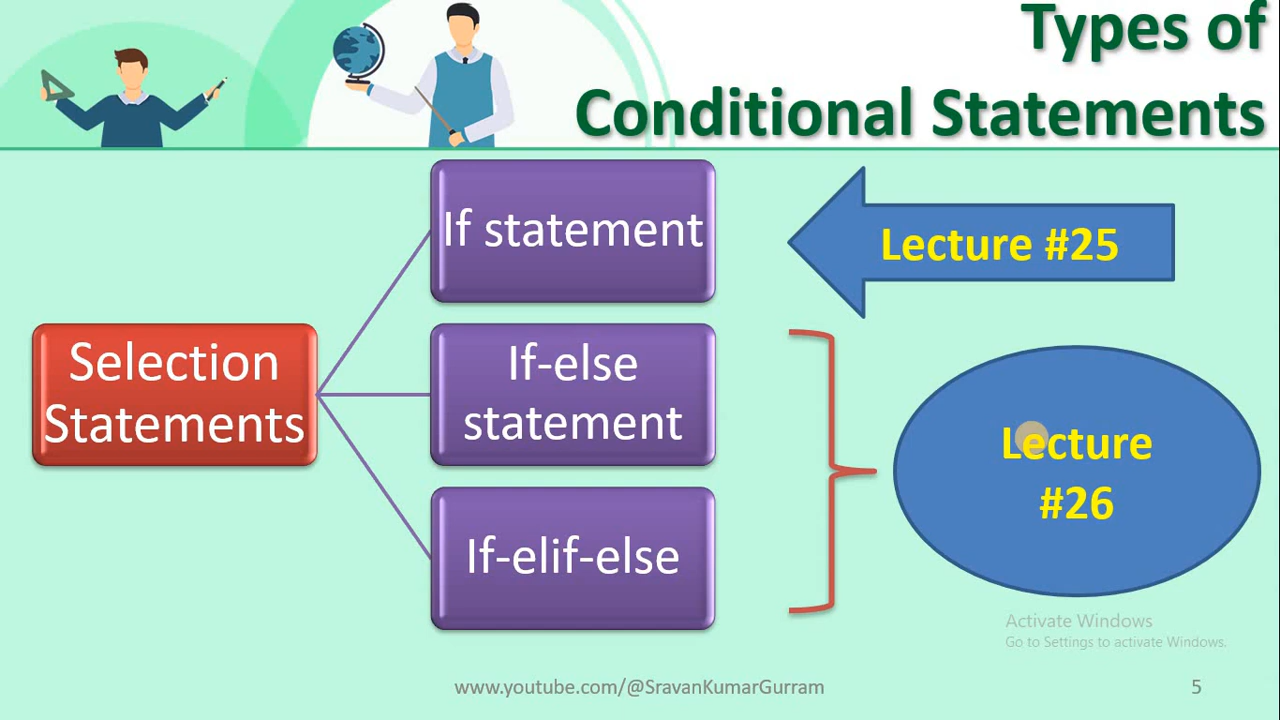 Types of
Conditional Statements
If statement
Lecture #25
Selection
Statements
If-else
statement
If-elif-else
Lecture
#26
Activate Windows
Go to Settings to activate Windows.
www.youtube.com/@SravanKumarGurram
5